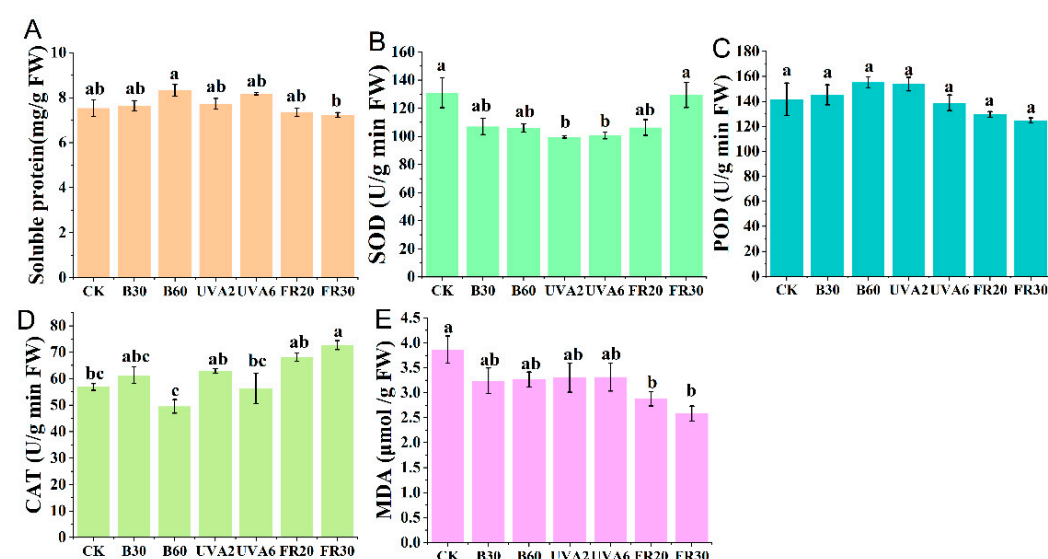 A
Soluble protein(mg/g FW)
10
8
6
4
2
0
ab ab a ab ab ab b
CK B30 B60 UVA2 UVA6 FR20 FR30
B
SOD (U/g min FW)
160
140
120
100
80
60
40
20
0
a ab ab b b ab a
CK B30 B60 UVA2 UVA6 FR20 FR30
C
POD (U/g min FW)
180
160
140
120
100
80
60
40
20
0
a a a a a a a
CK B30 B60 UVA2 UVA6 FR20 FR30
D
CAT (U/g min FW)
80
70
60
50
40
30
20
10
0
bc abc c ab bc ab a
CK B30 B60 UVA2 UVA6 FR20 FR30
E
MDA (μmol /g FW)
4.5
4.0
3.5
3.0
2.5
2.0
1.5
1.0
0.5
0.0
a ab ab ab ab b b
CK B30 B60 UVA2 UVA6 FR20 FR30